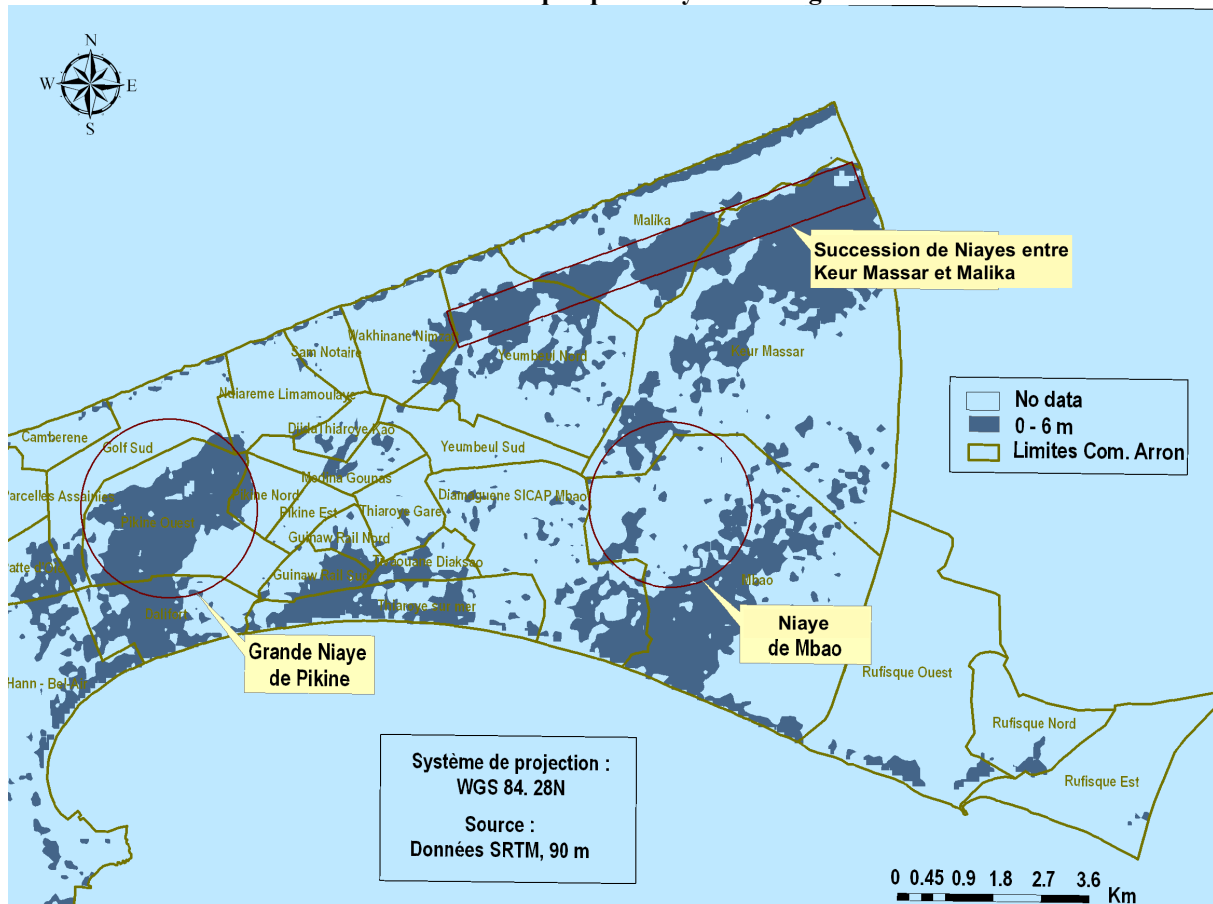 N
W
E
S
Malika
Succession de Niayes entre
Keur Massar et Malika
Wakhinane Nimzat
Sam Notaire
Yeumbeul Nord
Keur Massar
No data
0 - 6 m
Limites Com. Arron
Ndiareme Limamoulaye
Camberene
Golf Sud
DjidaThiaroye Kao
Yeumbeul Sud
Medina Gounas
Parcelles Assainies
Pikine Nord
Diamaguene SICAP Mbao
Pikine Ouest
Pikine Est
Thiaroye Gare
Guinaw Rail Nord
Tivaouane Diaksao
Guinaw Rail Sud
Mbao
Dalifort
Thiaroye sur mer
Niaye
de Mbao
Grande Niaye
de Pikine
Hann - Bel-Air
Rufisque Ouest
Rufisque Nord
Rufisque Est
Système de projection :
WGS 84. 28N
Source :
Données SRTM, 90 m
0 0.45 0.9 1.8 2.7 3.6
Km